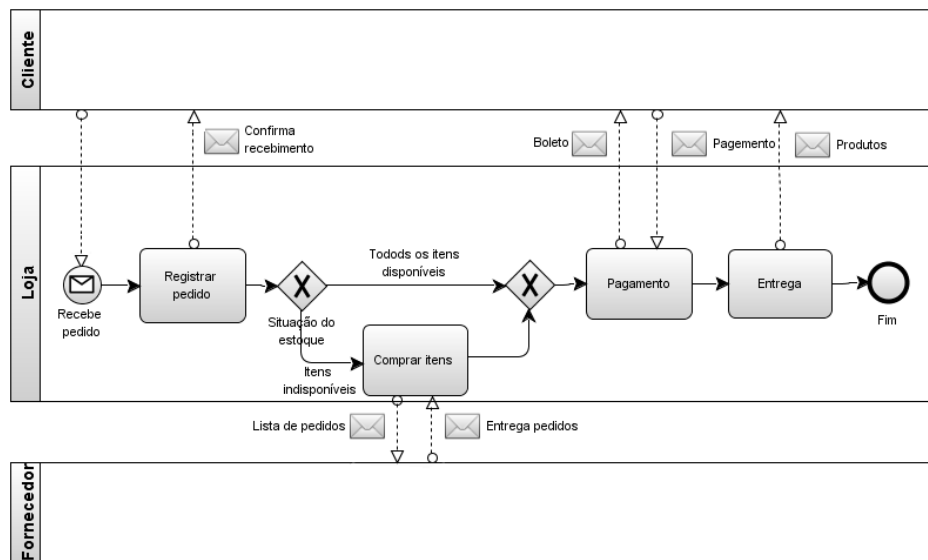 Cliente
Confirma
recebimento
Boleto
Pagemento
Produtos
Loja
Recebe
pedido
Registrar
pedido
Situação do
estoque
Todods os itens
disponíveis
Itens
indisponíveis
Comprar itens
Pagamento
Entrega
Fim
Lista de pedidos
Entrega pedidos
Fornecedor